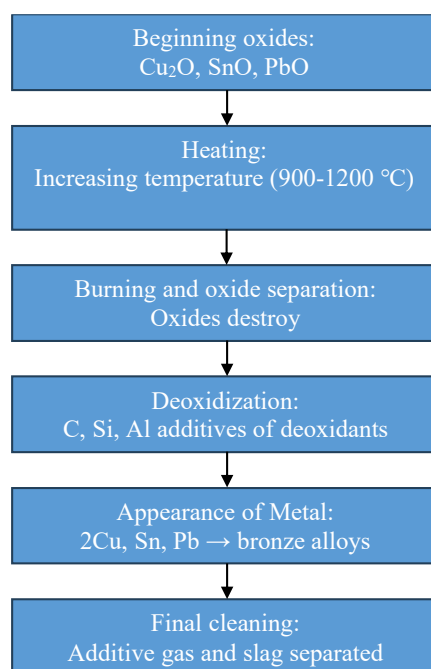 Beginning oxides:
Cu₂O, SnO, PbO
Heating:
Increasing temperature (900-1200 ℃)
Burning and oxide separation:
Oxides destroy
Deoxidization:
C, Si, Al additives of deoxidants
Appearance of Metal:
2Cu, Sn, Pb → bronze alloys
Final cleaning:
Additive gas and slag separated